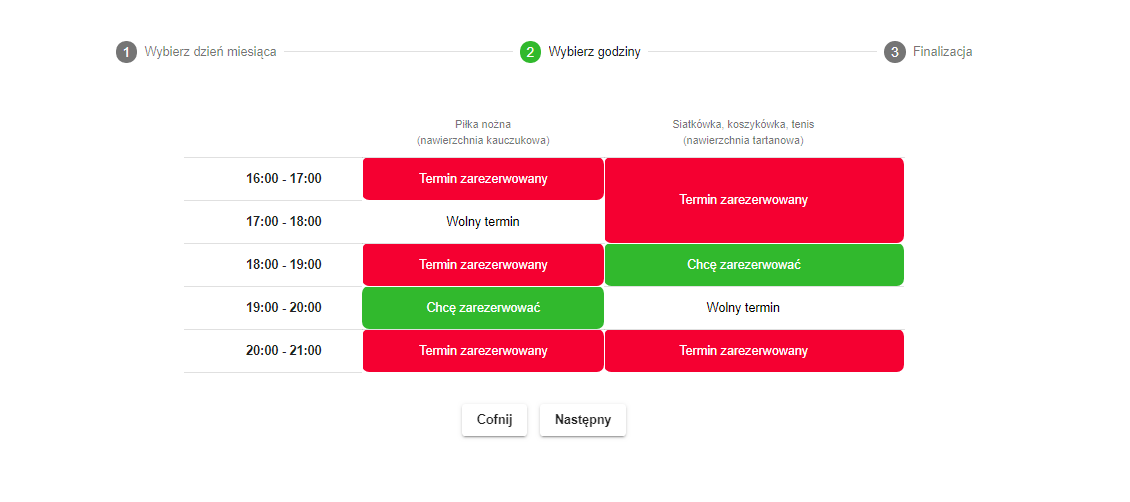 1 Wybierz dzień miesiąca 2 Wybierz godziny 3 Finalizacja
Piłka nożna
(nawierzchnia kauczukowa)
Siatkówka, koszykówka, tenis
(nawierzchnia tartanowa)
16:00 - 17:00 Termin zarezerwowany
Termin zarezerwowany
17:00 - 18:00 Wolny termin
18:00 - 19:00 Termin zarezerwowany Chcę zarezerwować
19:00 - 20:00 Chcę zarezerwować Wolny termin
20:00 - 21:00 Termin zarezerwowany Termin zarezerwowany
Cofnij Następny